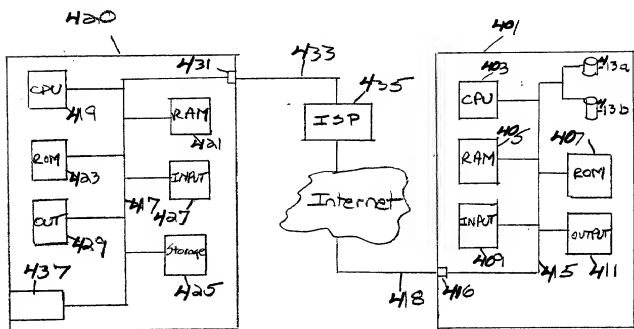 420
431
433
435
ISP
Internet
418
CPU
419
RAM
421
ROM
423
INPUT
427
417
OUT
429
Storage
425
437
401
403
CPU
413a
413b
405
RAM
407
ROM
INPUT
409
OUTPUT
411
415
416